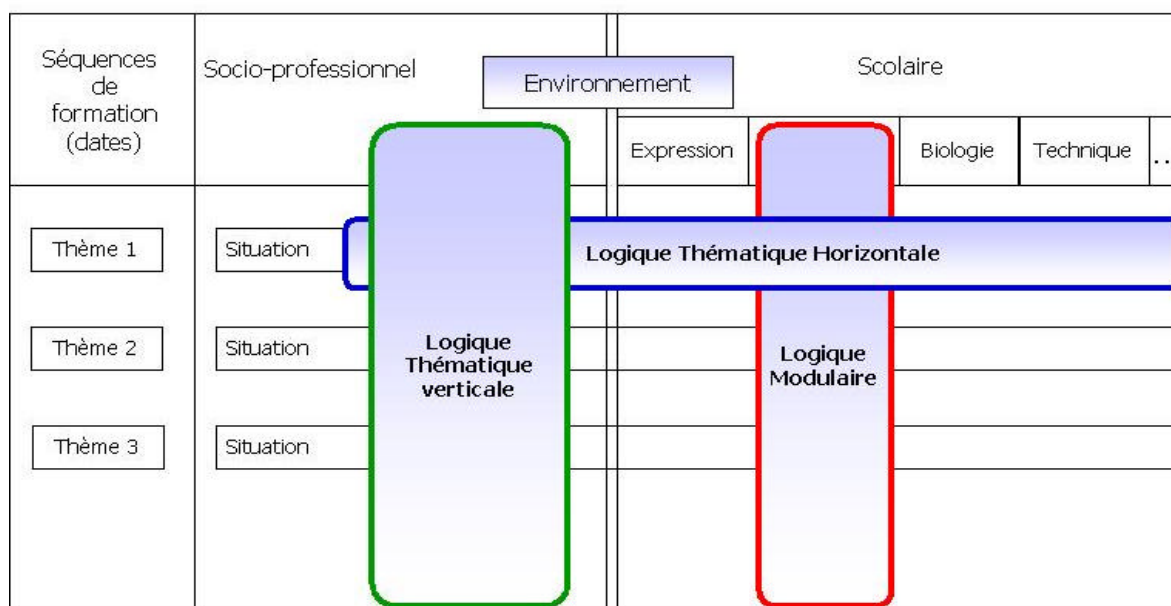 Séquences
de
formation
(dates)
Socio-professionnel
Environnement
Scolaire
Expression
Biologie
Technique
...
Thème 1
Situation
Logique Thématique Horizontale
Thème 2
Situation
Logique
Thématique
verticale
Logique
Modulaire
Thème 3
Situation